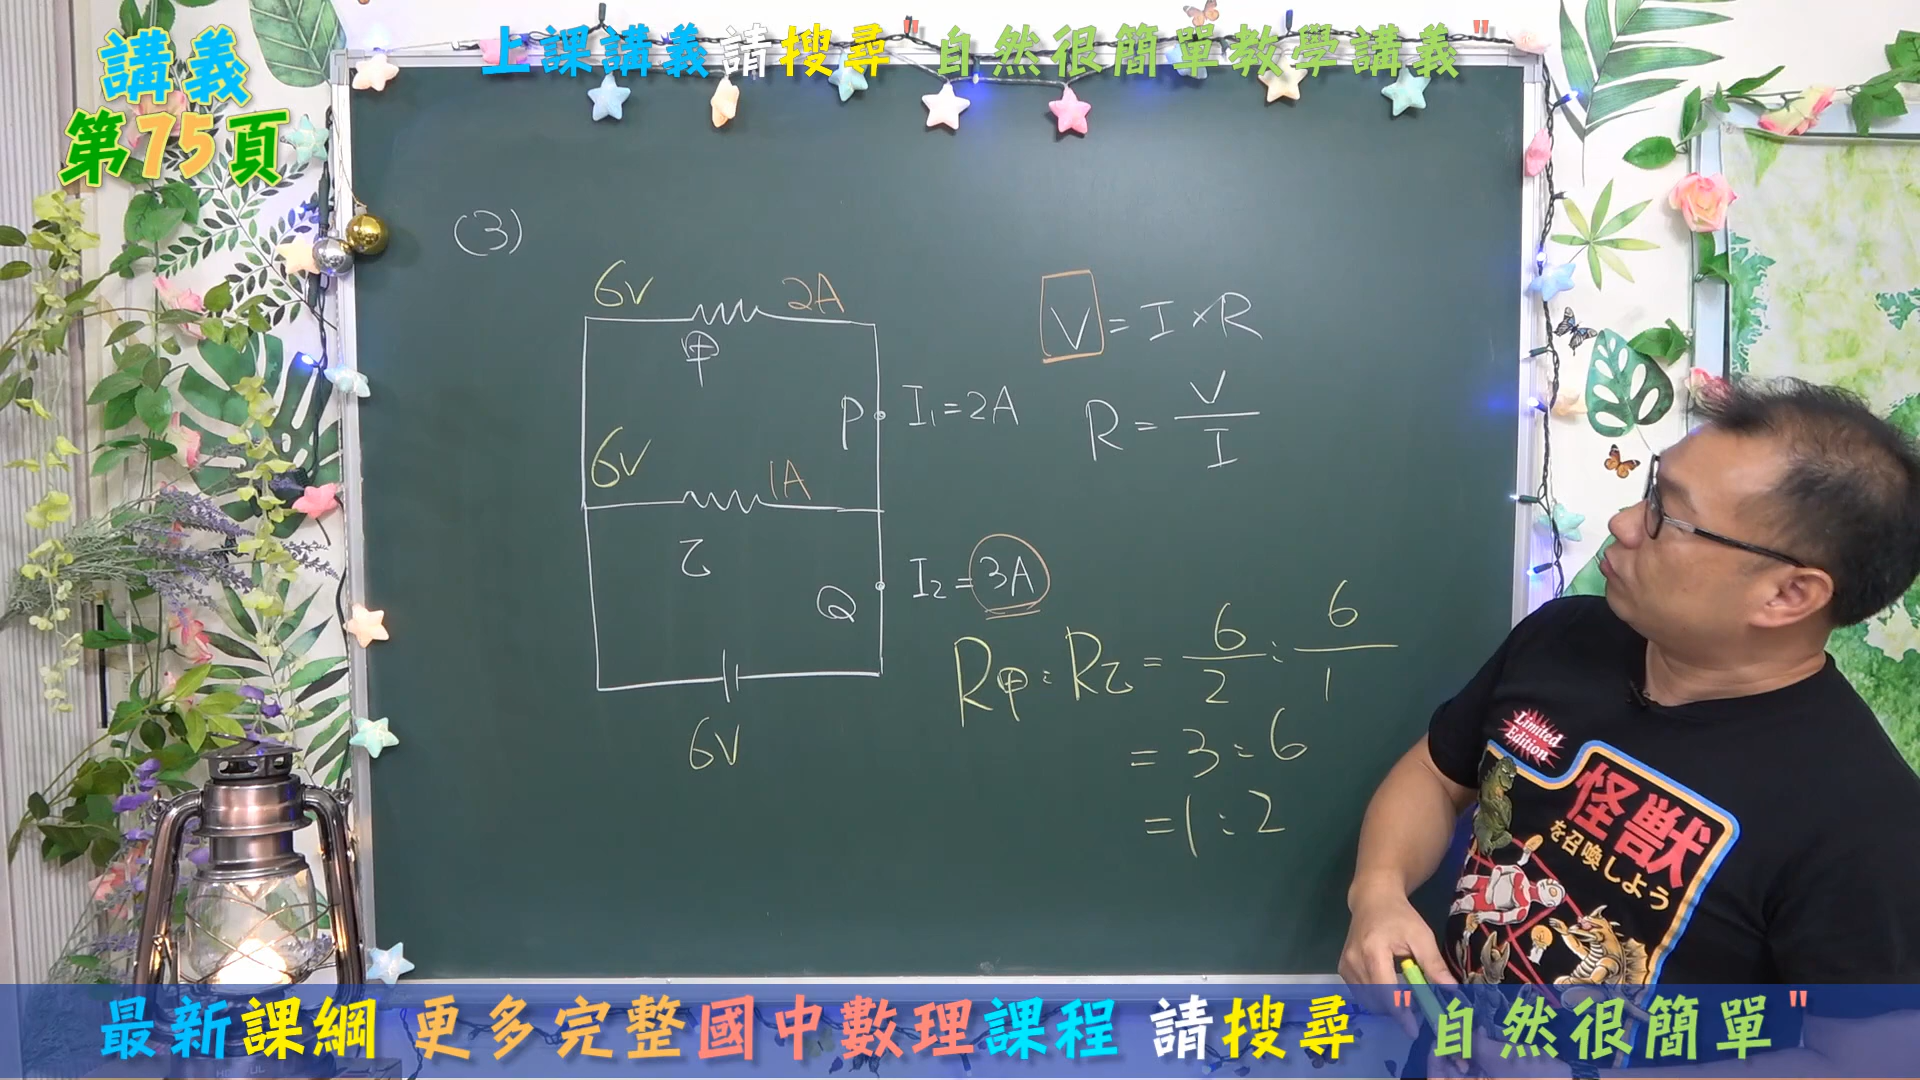 上課講義請搜尋"自然很簡單教學講義"
講義
第75頁
(3)
6V 2A
甲
P I₁=2A
6V 1A
乙
Q I₂=3A
6V
V=I×R
R=V/I
R甲:R乙=6/2:6/1
=3:6
=1:2
Limited
Edition
怪獣
を召喚しよう
最新課綱 更多完整國中數理課程 請搜尋"自然很簡單"